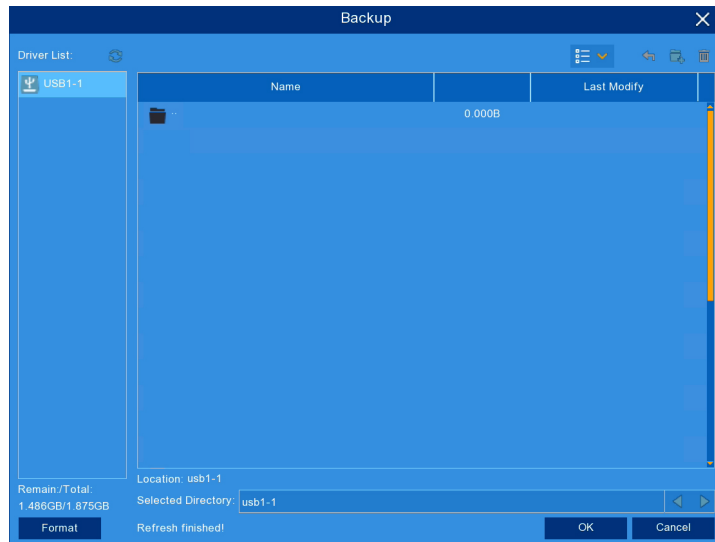 Backup
Driver List:
USB1-1
Name
Last Modify
..
0.000B
Location: usb1-1
Remain:/Total:
Selected Directory: usb1-1
1.486GB/1.875GB
Format
Refresh finished!
OK
Cancel